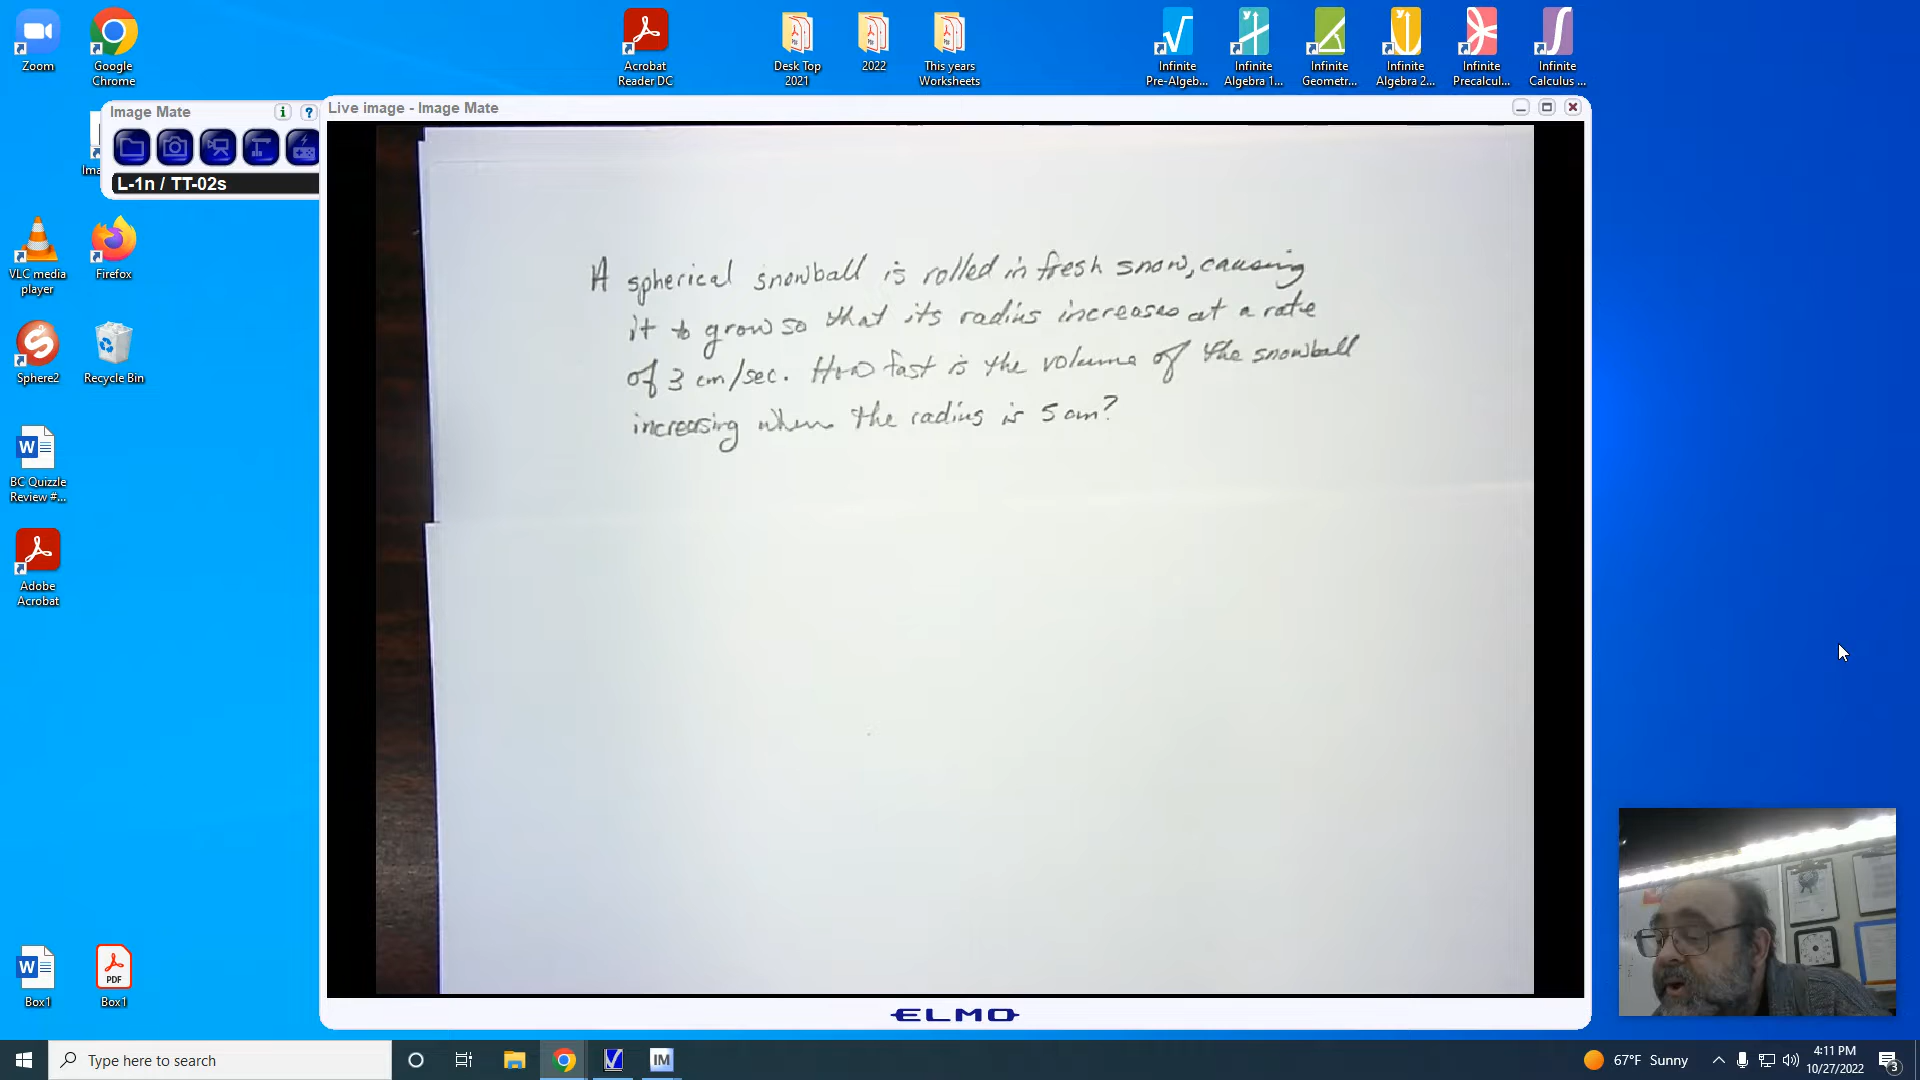 Zoom
Google Chrome
Acrobat Reader DC
Desk Top 2021
2022
This years Worksheets
Infinite Pre-Algeb...
Infinite Algebra 1...
Infinite Geometr...
Infinite Algebra 2...
Infinite Precalcul...
Infinite Calculus ...
Image Mate
L-1n / TT-02s
Live image - Image Mate
A spherical snowball is rolled in fresh snow, causing
it to grow so that its radius increases at a rate
of 3 cm/sec. How fast is the volume of the snowball
increasing when the radius is 5 cm?
VLC media player
Firefox
Sphere2
Recycle Bin
BC Quizzle Review #...
Adobe Acrobat
Box1
PDF
Box1
ELMO
Type here to search
IM
67°F Sunny
4:11 PM
10/27/2022
3